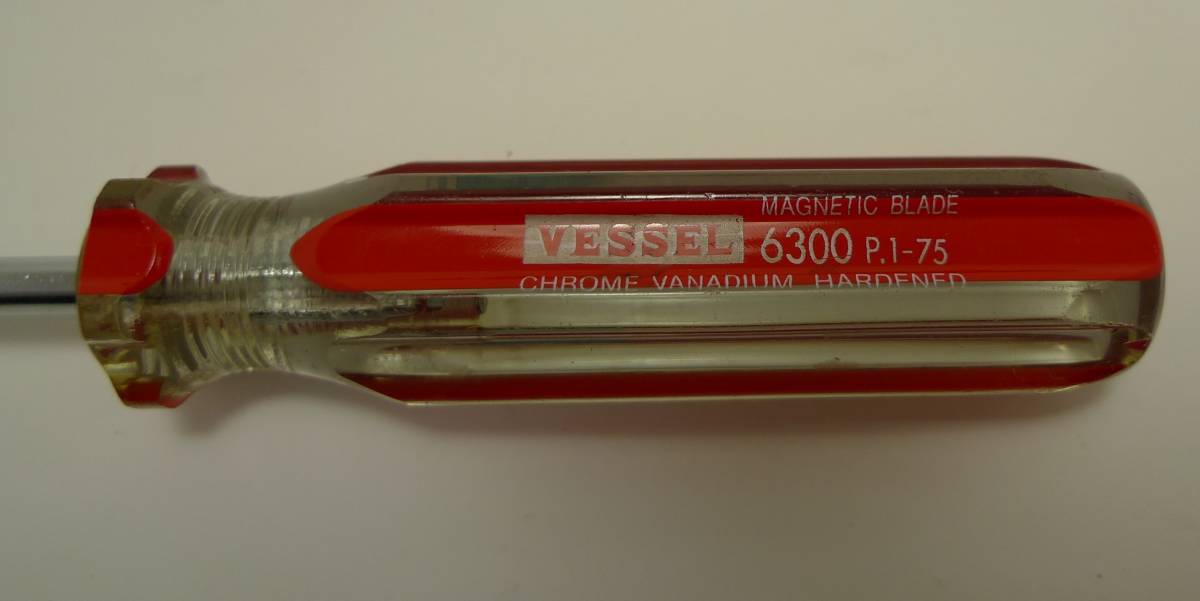 MAGNETIC BLADE
VESSEL 6300 P.1-75
CHROME VANADIUM HARDENED